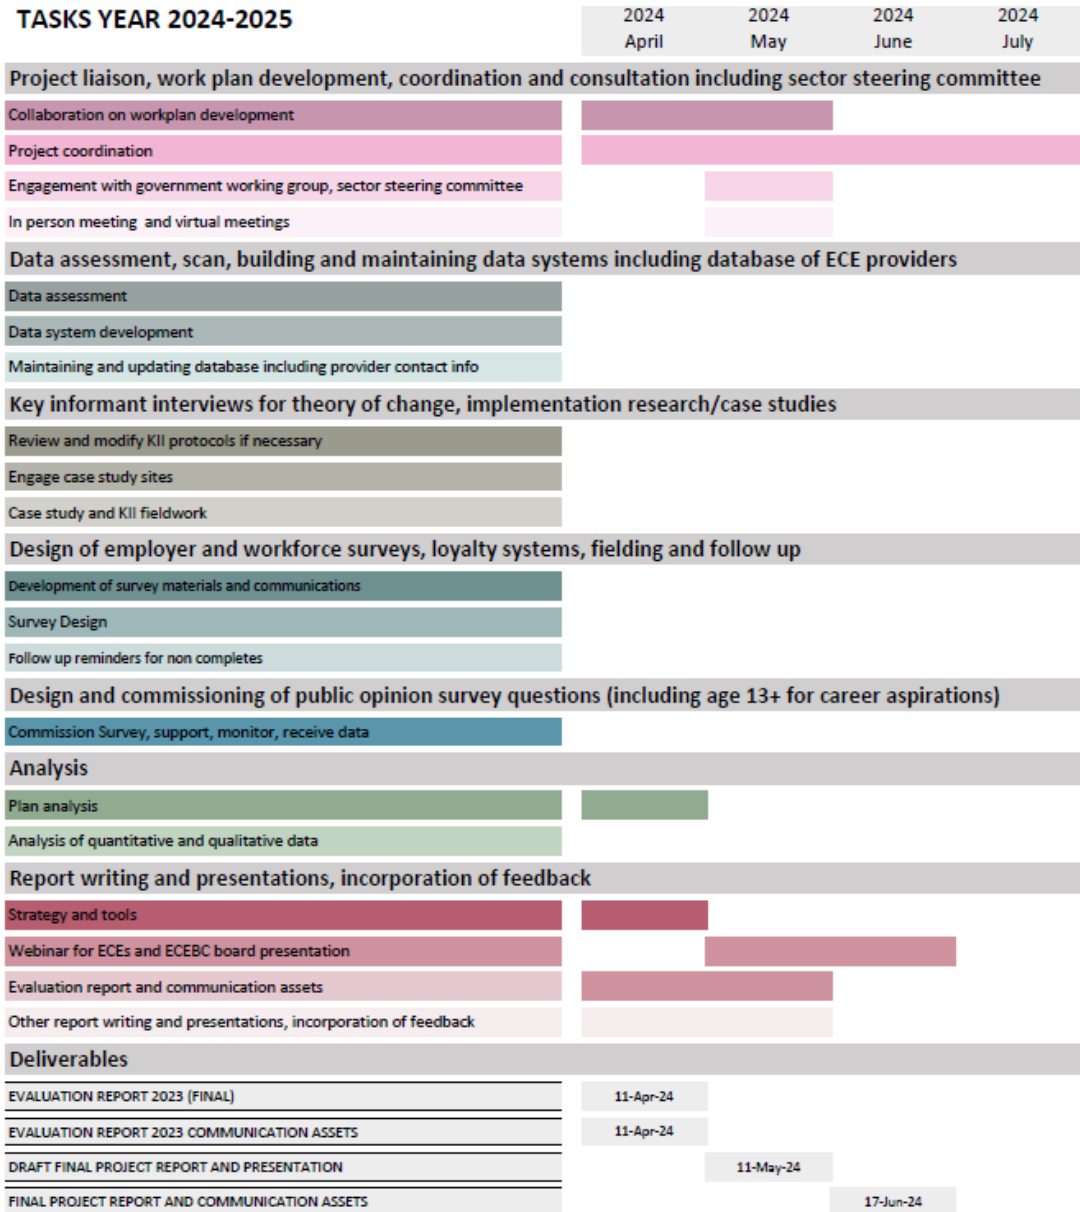 TASKS YEAR 2024-2025
2024 2024 2024 2024
April May June July
Project liaison, work plan development, coordination and consultation including sector steering committee
Collaboration on workplan development
Project coordination
Engagement with government working group, sector steering committee
In person meeting and virtual meetings
Data assessment, scan, building and maintaining data systems including database of ECE providers
Data assessment
Data system development
Maintaining and updating database including provider contact info
Key informant interviews for theory of change, implementation research/case studies
Review and modify KII protocols if necessary
Engage case study sites
Case study and KII fieldwork
Design of employer and workforce surveys, loyalty systems, fielding and follow up
Development of survey materials and communications
Survey Design
Follow up reminders for non completes
Design and commissioning of public opinion survey questions (including age 13+ for career aspirations)
Commission Survey, support, monitor, receive data
Analysis
Plan analysis
Analysis of quantitative and qualitative data
Report writing and presentations, incorporation of feedback
Strategy and tools
Webinar for ECEs and ECEBC board presentation
Evaluation report and communication assets
Other report writing and presentations, incorporation of feedback
Deliverables
EVALUATION REPORT 2023 (FINAL) 11-Apr-24
EVALUATION REPORT 2023 COMMUNICATION ASSETS 11-Apr-24
DRAFT FINAL PROJECT REPORT AND PRESENTATION 11-May-24
FINAL PROJECT REPORT AND COMMUNICATION ASSETS 17-Jun-24